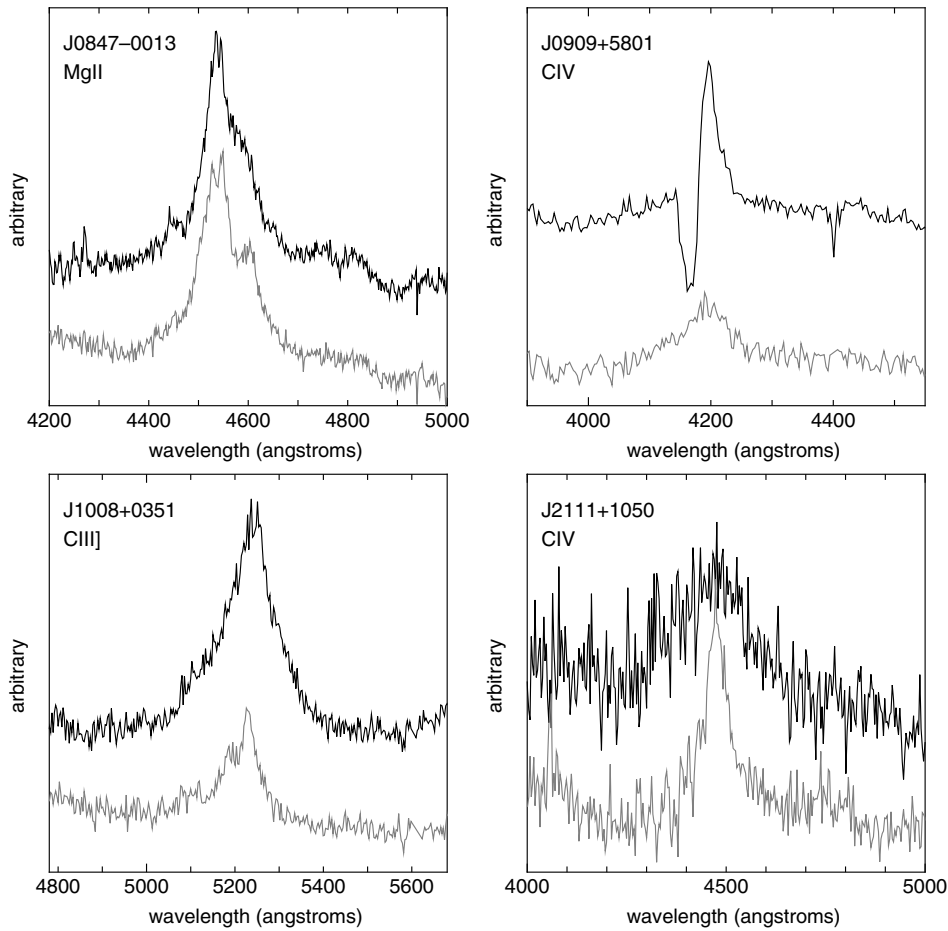 J0847–0013
MgII
arbitrary
4200 4400 4600 4800 5000
wavelength (angstroms)
J0909+5801
CIV
arbitrary
4000 4200 4400
wavelength (angstroms)
J1008+0351
CIII]
arbitrary
4800 5000 5200 5400 5600
wavelength (angstroms)
J2111+1050
CIV
arbitrary
4000 4500 5000
wavelength (angstroms)